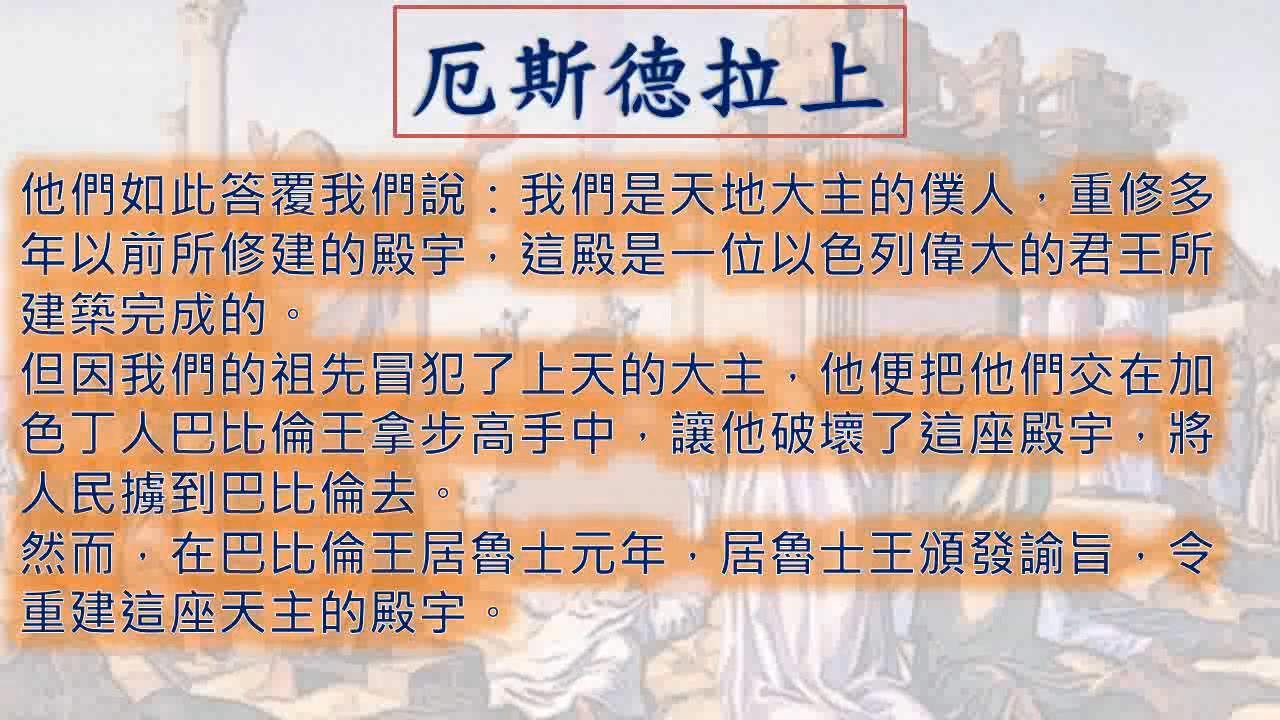 厄斯德拉上
他們如此答覆我們說：我們是天地大主的僕人，重修多
年以前所修建的殿宇，這殿是一位以色列偉大的君王所
建築完成的。
但因我們的祖先冒犯了上天的大主，他便把他們交在加
色丁人巴比倫王拿步高手中，讓他破壞了這座殿宇，將
人民擄到巴比倫去。
然而，在巴比倫王居魯士元年，居魯士王頒發諭旨，令
重建這座天主的殿宇。